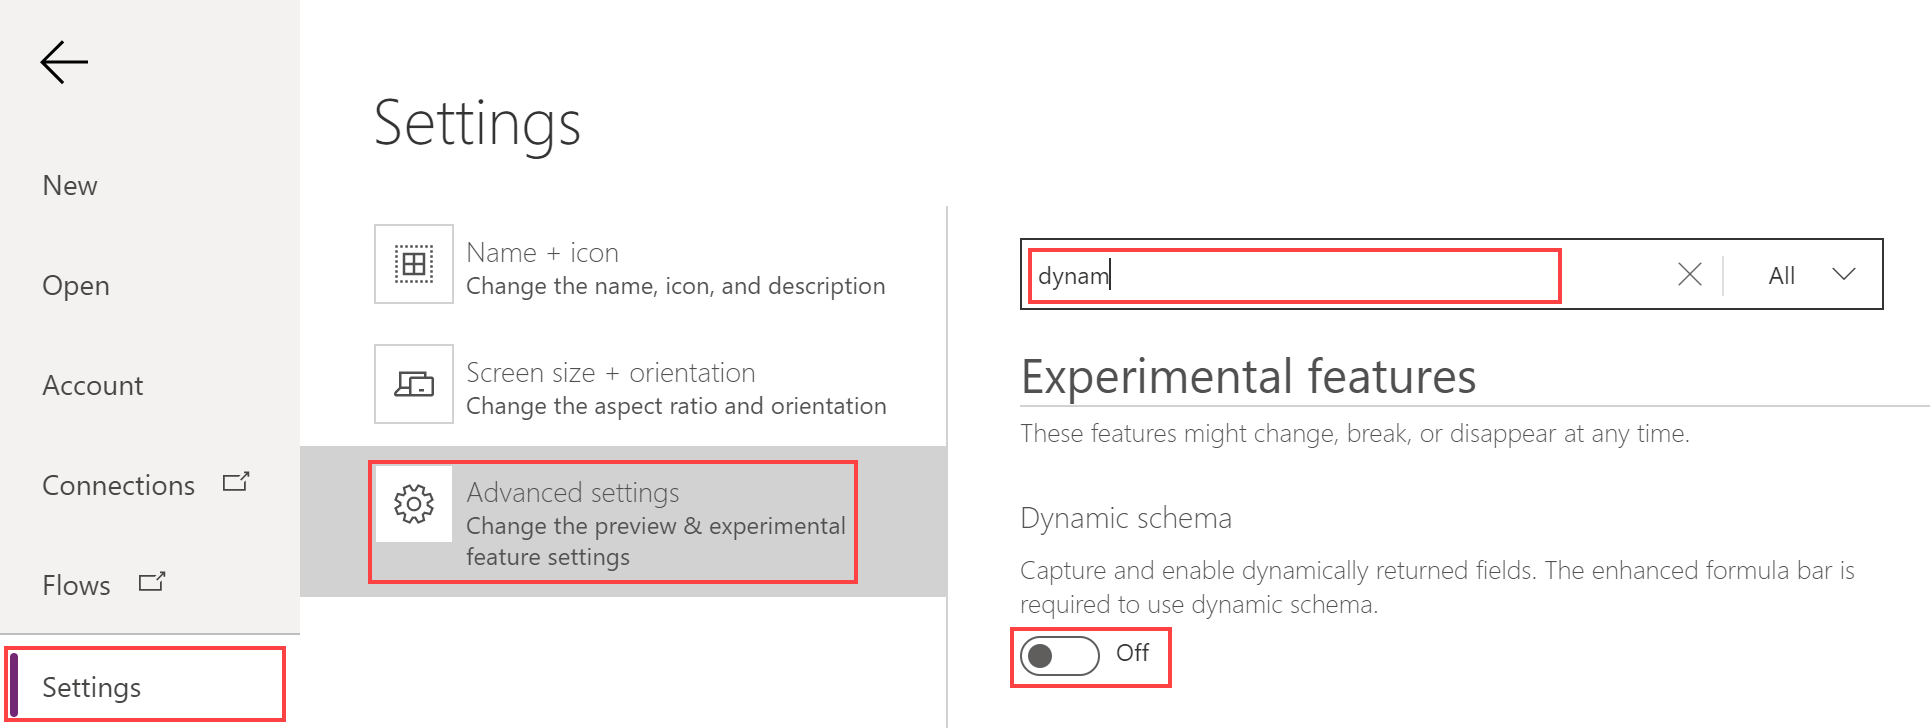 New
Open
Account
Connections
Flows
Settings
Settings
Name + icon
Change the name, icon, and description
Screen size + orientation
Change the aspect ratio and orientation
Advanced settings
Change the preview & experimental
feature settings
dynam
All
Experimental features
These features might change, break, or disappear at any time.
Dynamic schema
Capture and enable dynamically returned fields. The enhanced formula bar is
required to use dynamic schema.
Off